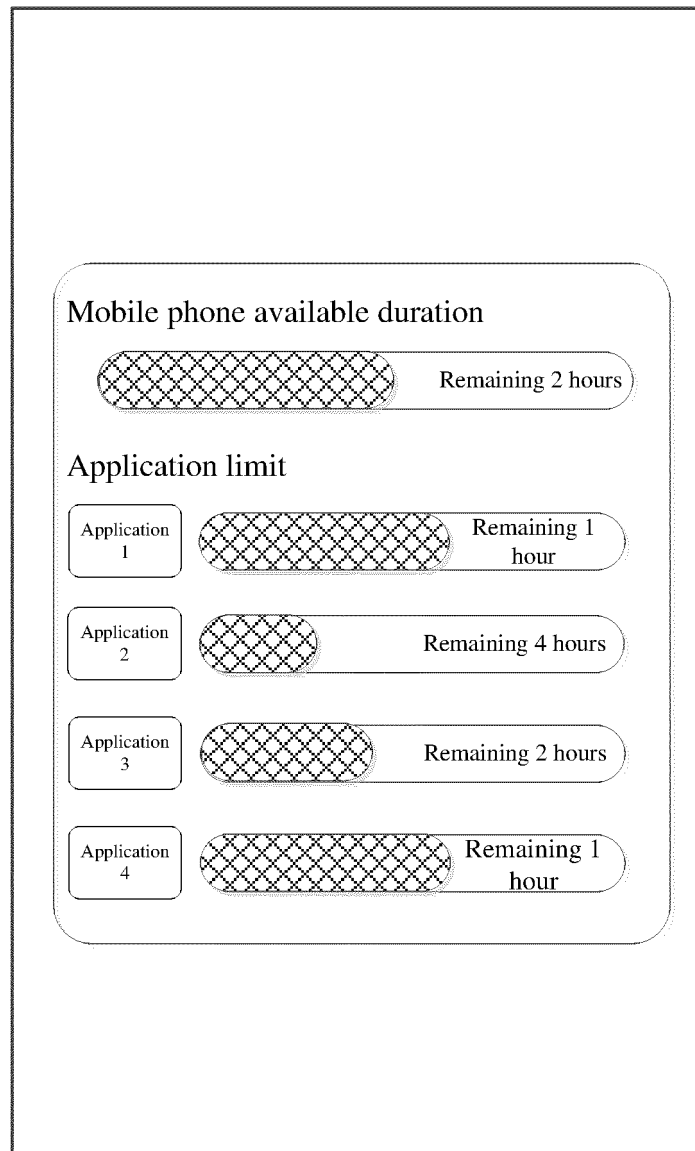 Mobile phone available duration
Remaining 2 hours
Application limit
Application
1
Remaining 1
hour
Application
2
Remaining 4 hours
Application
3
Remaining 2 hours
Application
4
Remaining 1
hour